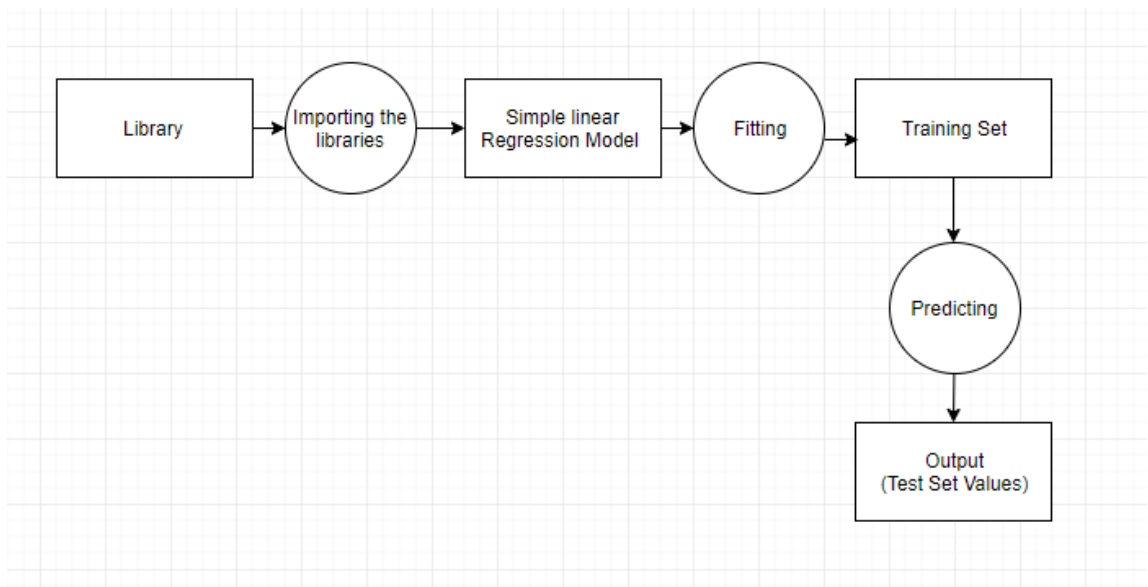 Library
Importing the
libraries
Simple linear
Regression Model
Fitting
Training Set
Predicting
Output
(Test Set Values)